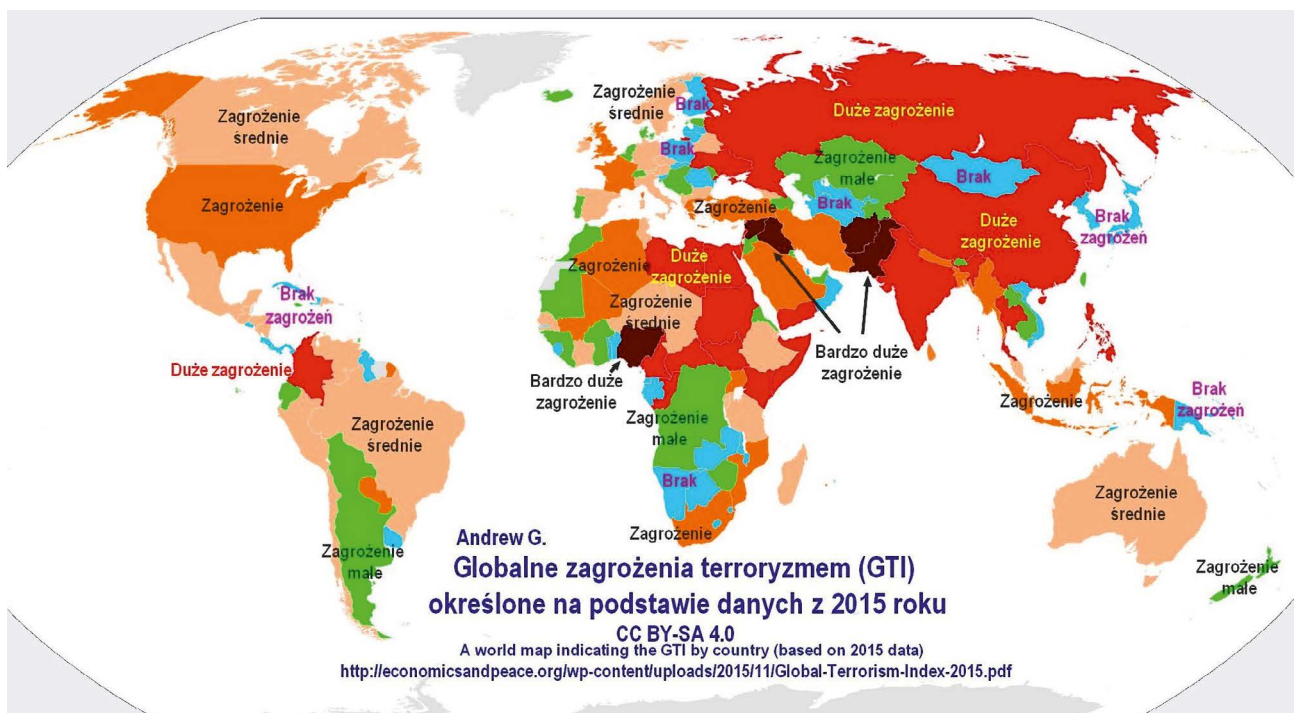 Zagrożenie
średnie
Zagrożenie
średnie
Brak
Duże zagrożenie
Brak
Zagrożenie
małe
Brak
Brak
Zagrożenie
Zagrożenie
Brak
zagrożeń
Duże
zagrożenie
Zagrożenie
Duże
zagrożenie
Brak
zagrożeń
Zagrożenie
średnie
Bardzo duże
zagrożenie
Duże zagrożenie
Bardzo duże
zagrożenie
Brak
zagrożeń
Zagrożenie
Zagrożenie
średnie
Zagrożenie
małe
Brak
Zagrożenie
średnie
Zagrożenie
Zagrożenie
małe
Zagrożenie
małe
Andrew G.
Globalne zagrożenia terroryzmem (GTI)
określone na podstawie danych z 2015 roku
CC BY-SA 4.0
A world map indicating the GTI by country (based on 2015 data)
http://economicsandpeace.org/wp-content/uploads/2015/11/Global-Terrorism-Index-2015.pdf